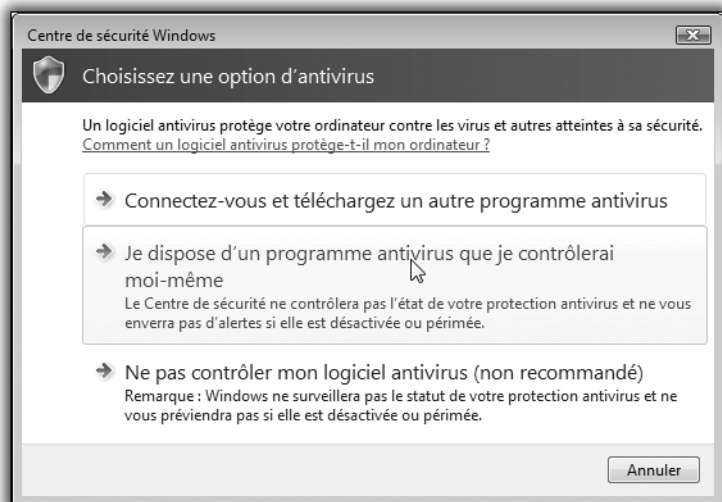 Centre de sécurité Windows
Choisissez une option d'antivirus
Un logiciel antivirus protège votre ordinateur contre les virus et autres atteintes à sa sécurité.
Comment un logiciel antivirus protège-t-il mon ordinateur ?
Connectez-vous et téléchargez un autre programme antivirus
Je dispose d'un programme antivirus que je contrôlerai
moi-même
Le Centre de sécurité ne contrôlera pas l'état de votre protection antivirus et ne vous
enverra pas d'alertes si elle est désactivée ou périmée.
Ne pas contrôler mon logiciel antivirus (non recommandé)
Remarque : Windows ne surveillera pas le statut de votre protection antivirus et ne
vous préviendra pas si elle est désactivée ou périmée.
Annuler